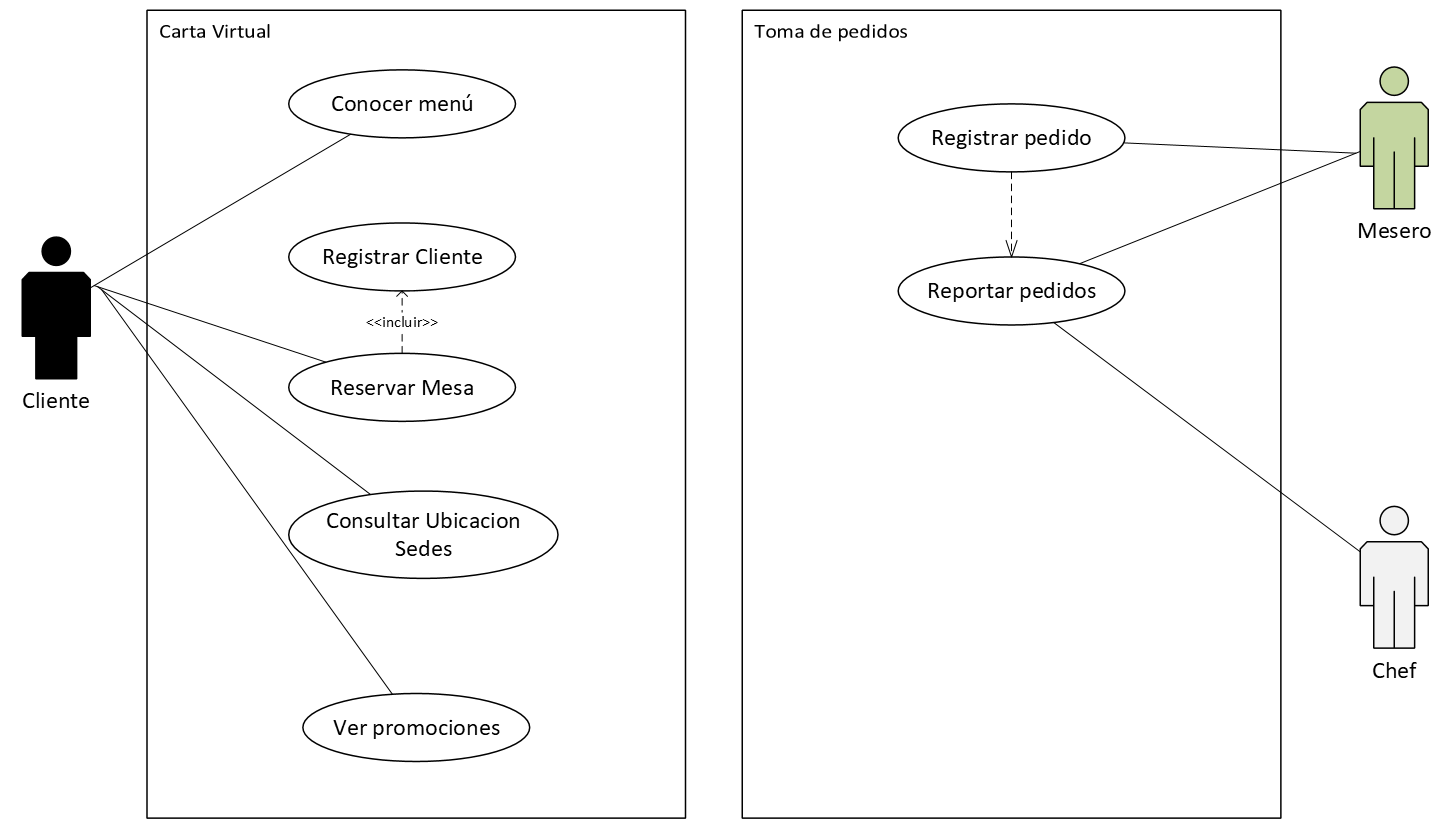 Carta Virtual
Conocer menú
Registrar Cliente
<<incluir>>
Reservar Mesa
Consultar Ubicacion
Sedes
Ver promociones
Cliente
Toma de pedidos
Registrar pedido
Reportar pedidos
Mesero
Chef